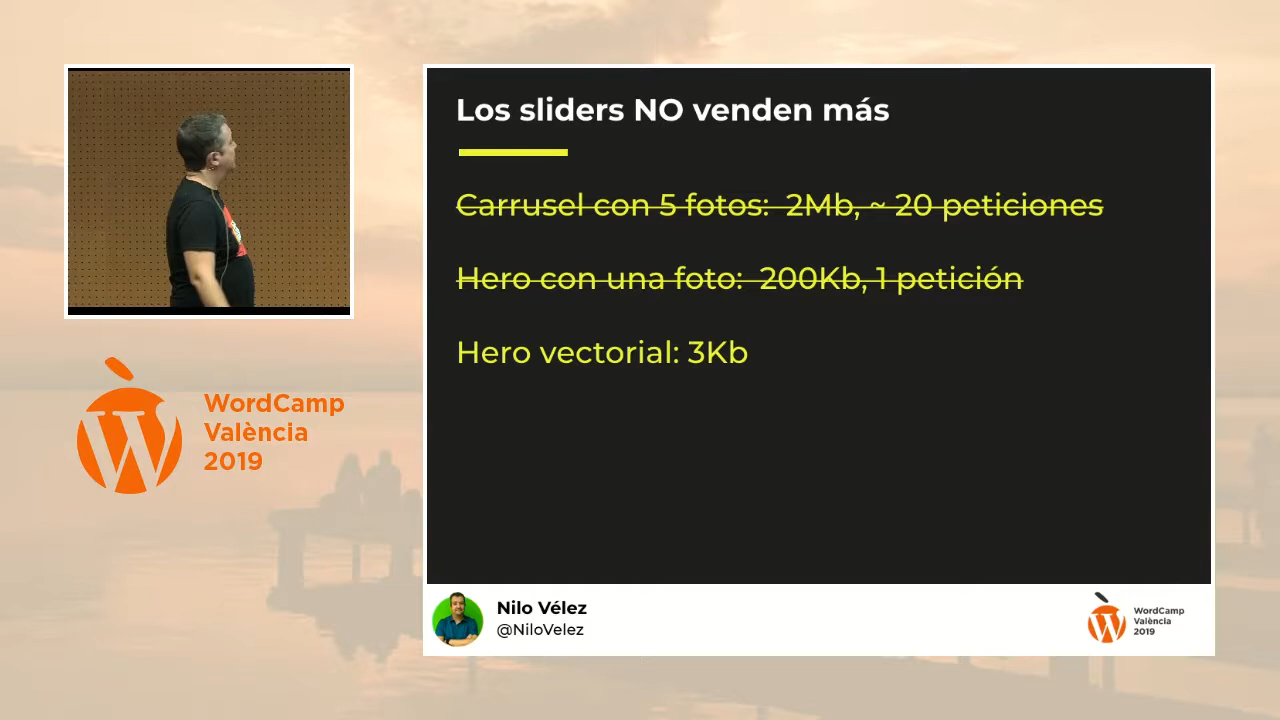 Los sliders NO venden más
Carrusel con 5 fotos: 2Mb, ~ 20 peticiones
Hero con una foto: 200Kb, 1 petición
Hero vectorial: 3Kb
WordCamp
València
2019
Nilo Vélez
@NiloVelez
WordCamp
València
2019